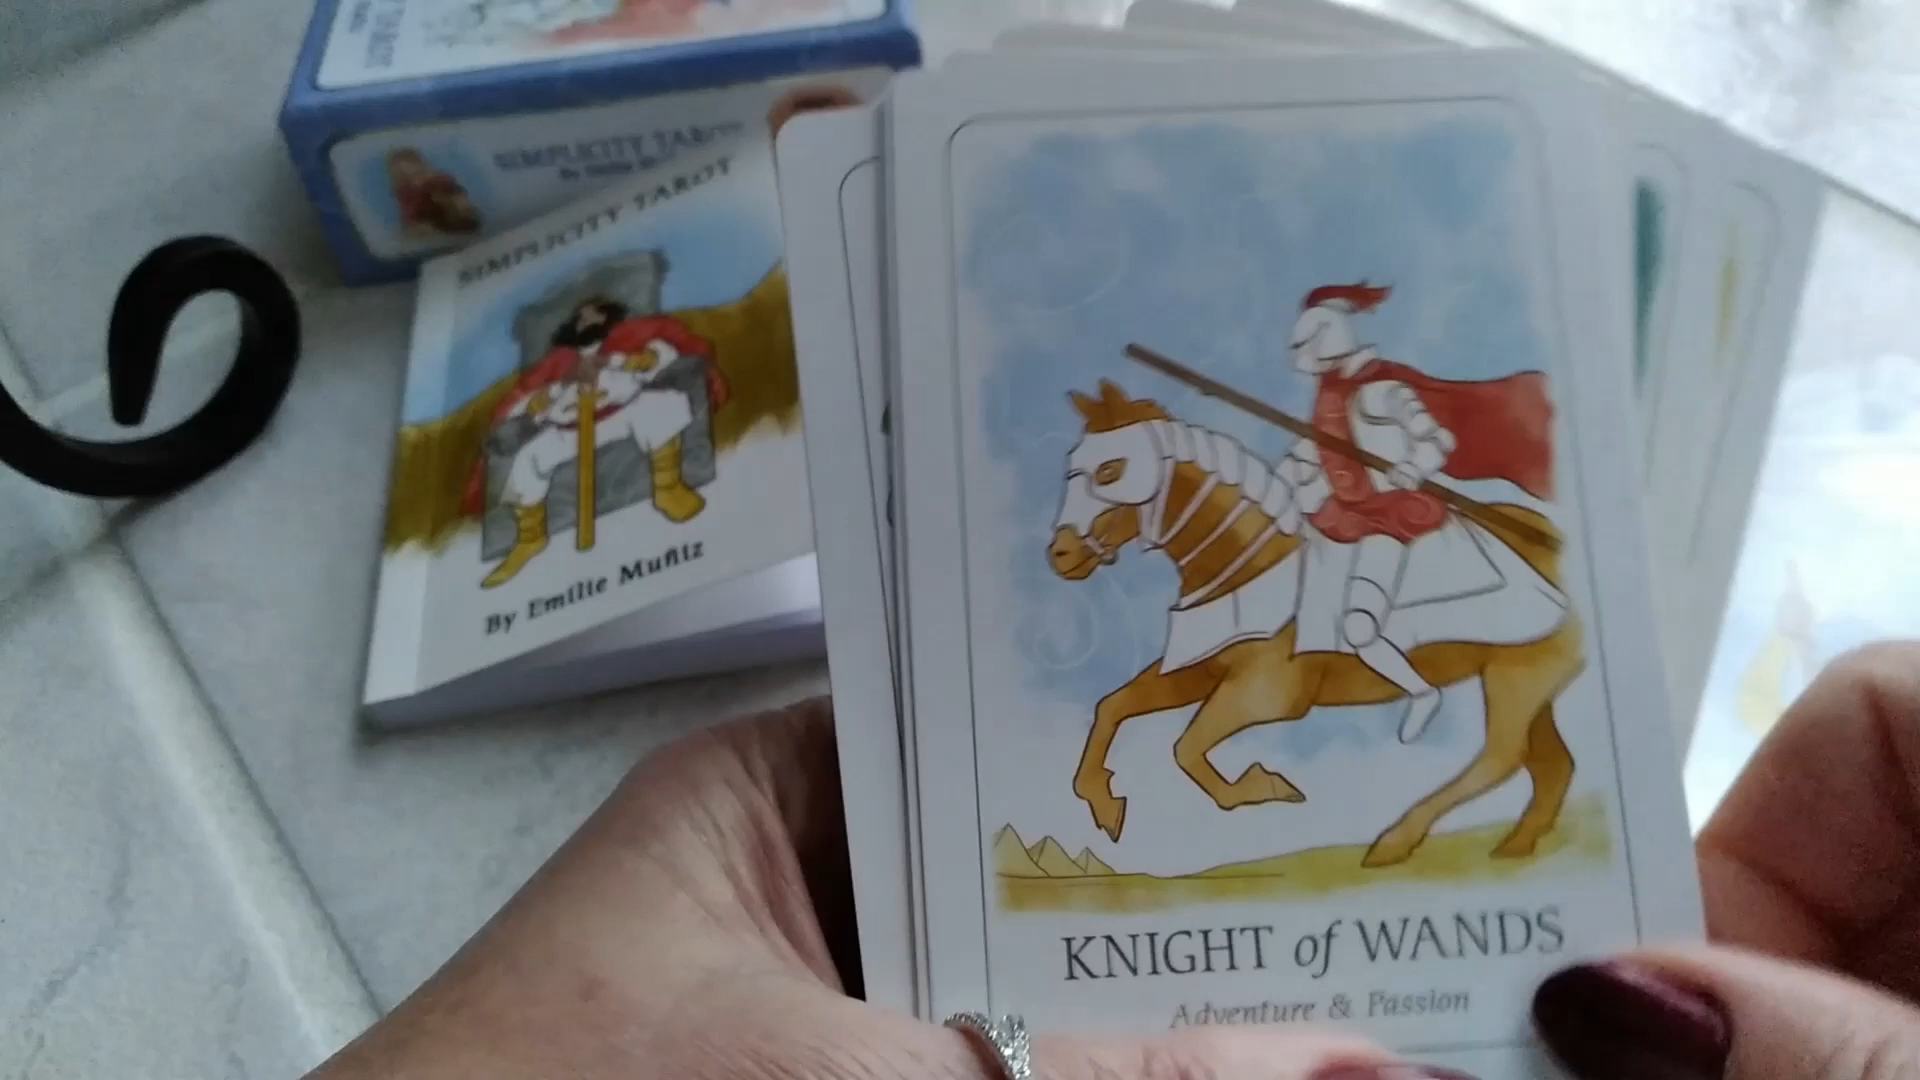 SIMPLICITY TAROT
SIMPLICITY TAROT
By Emilie Muñiz
KNIGHT of WANDS
Adventure & Passion